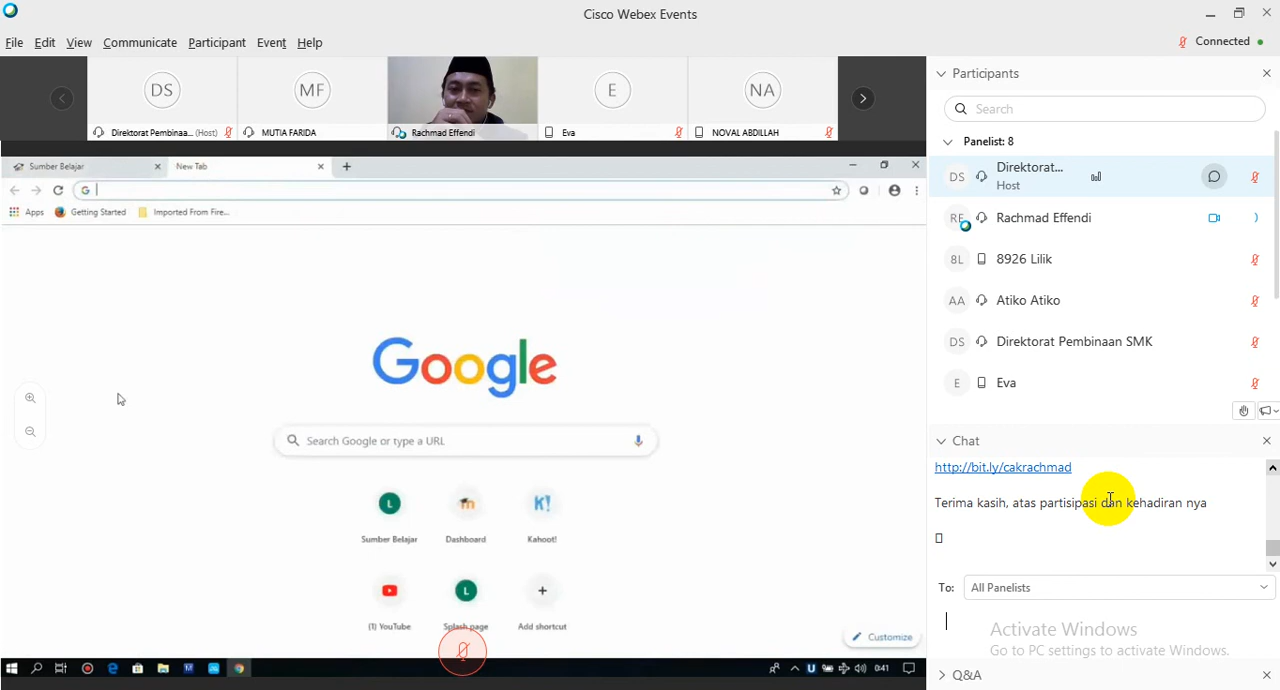 Cisco Webex Events
File Edit View Communicate Participant Event Help
Connected
DS
MF
E
NA
Direktorat Pembinaa... (Host)
MUTIA FARIDA
Rachmad Effendi
Eva
NOVAL ABDILLAH
Sumber Belajar
New Tab
G
Apps
Getting Started
Imported From Fire...
Google
Search Google or type a URL
L
K!
Sumber Belajar
Dashboard
Kahoot!
L
(1) YouTube
Splash page
Add shortcut
Customize
W
U
0:41
Participants
Search
Panelist: 8
DS
Direktorat...
Host
RE
Rachmad Effendi
8L
8926 Lilik
AA
Atiko Atiko
DS
Direktorat Pembinaan SMK
E
Eva
Chat
http://bit.ly/cakrachmad
Terima kasih, atas partisipasi dan kehadiran nya
To:
All Panelists
Activate Windows
Go to PC settings to activate Windows.
Q&A